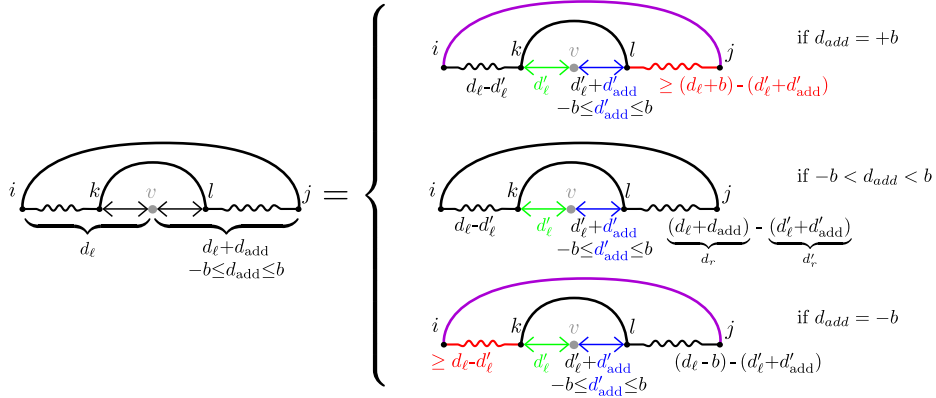 i k v l j if d_add = +b
d_ℓ-d'_ℓ d'_ℓ d'_ℓ+d'_add ≥ (d_ℓ+b) - (d'_ℓ+d'_add)
-b≤d'_add≤b
i k v l j =
d_ℓ d_ℓ+d_add
-b≤d_add≤b
i k v l j if -b < d_add < b
d_ℓ-d'_ℓ d'_ℓ d'_ℓ+d'_add (d_ℓ+d_add) - (d'_ℓ+d'_add)
-b≤d'_add≤b d_r d'_r
i k v l j if d_add = -b
≥ d_ℓ-d'_ℓ d'_ℓ d'_ℓ+d'_add (d_ℓ-b) - (d'_ℓ+d'_add)
-b≤d'_add≤b